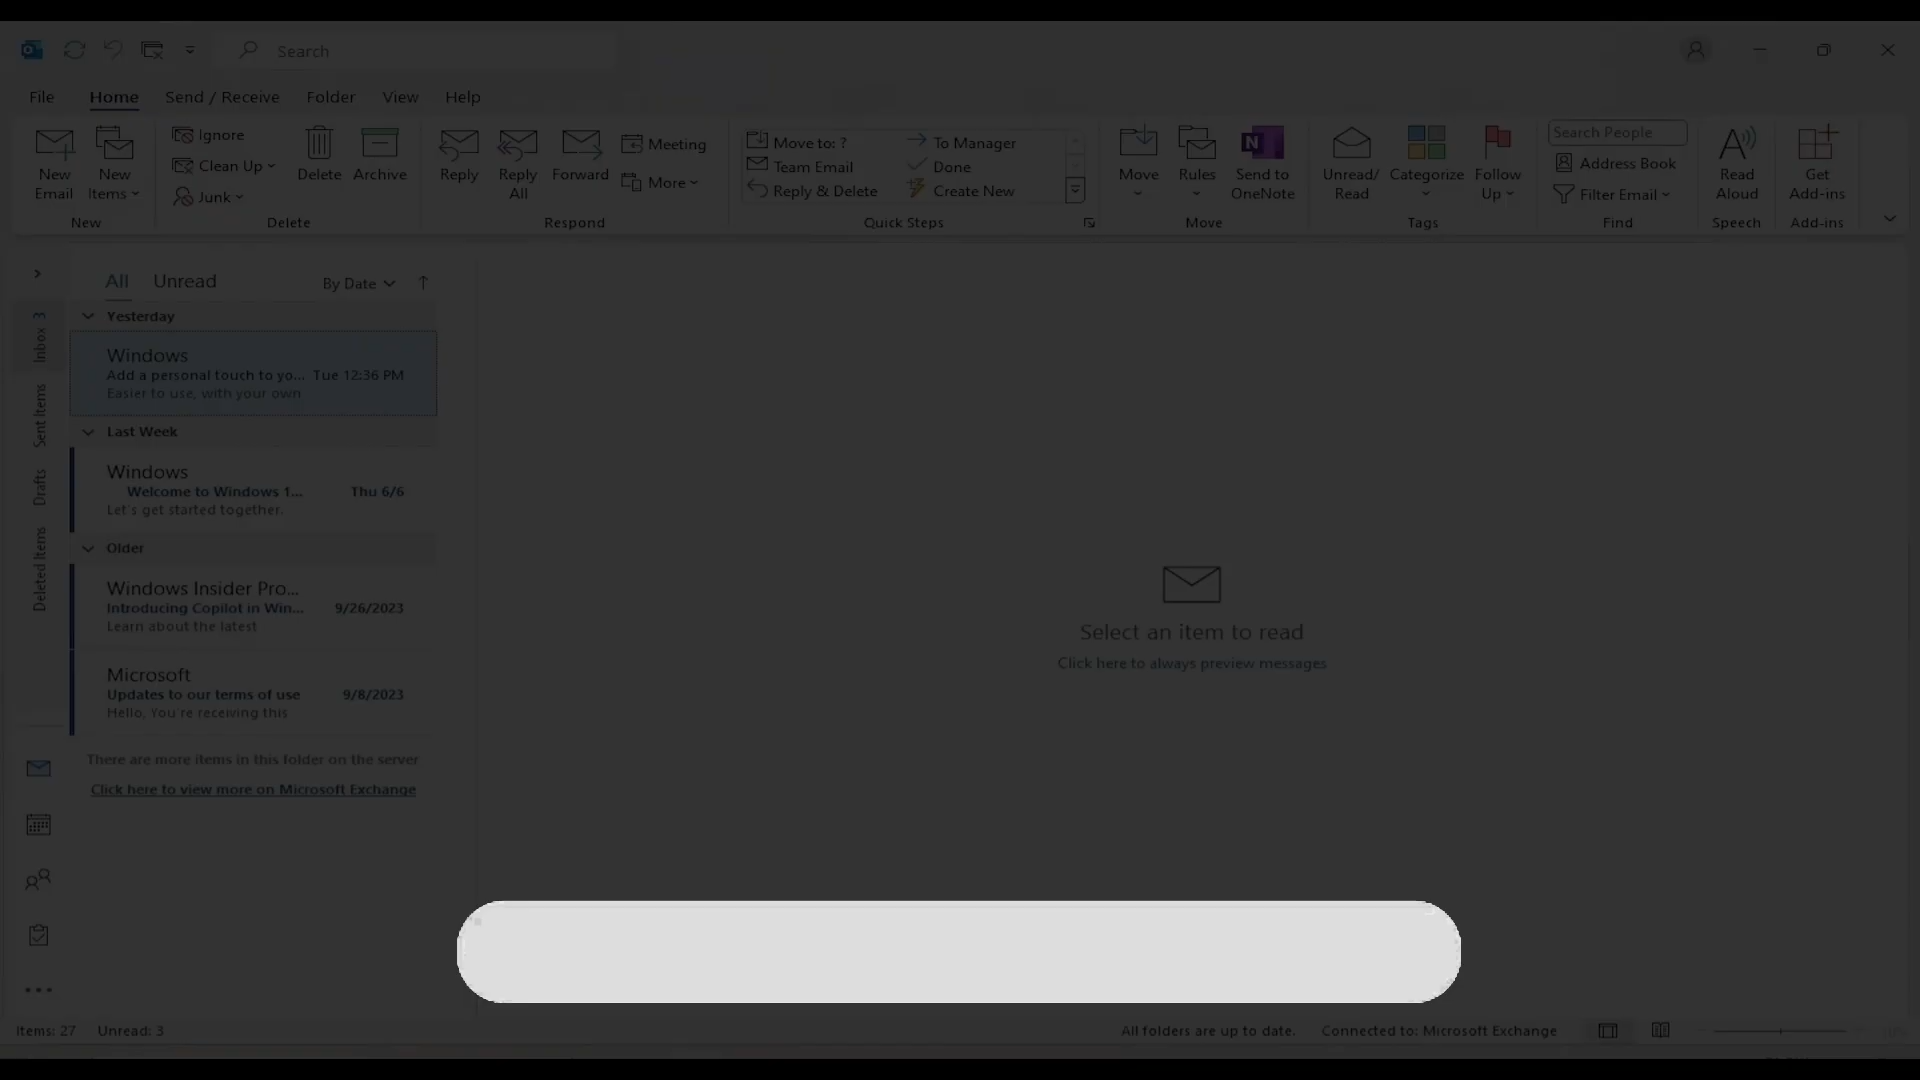 Search
File Home Send / Receive Folder View Help
New Email
New Items
New
Ignore
Clean Up
Junk
Delete
Archive
Delete
Reply
Reply All
Forward
Meeting
More
Respond
Move to: ?
Team Email
Reply & Delete
To Manager
Done
Create New
Quick Steps
Move
Rules
Send to OneNote
Move
Unread/ Read
Categorize
Follow Up
Tags
Search People
Address Book
Filter Email
Find
Read Aloud
Speech
Get Add-ins
Add-ins
All Unread By Date
Inbox 3
Sent Items
Drafts
Deleted Items
Yesterday
Windows
Add a personal touch to yo... Tue 12:36 PM
Easier to use, with your own
Last Week
Windows
Welcome to Windows 1... Thu 6/6
Let's get started together.
Older
Windows Insider Pro...
Introducing Copilot in Win... 9/26/2023
Learn about the latest
Microsoft
Updates to our terms of use 9/8/2023
Hello, You're receiving this
There are more items in this folder on the server
Click here to view more on Microsoft Exchange
Select an item to read
Click here to always preview messages
Items: 27 Unread: 3 All folders are up to date. Connected to: Microsoft Exchange